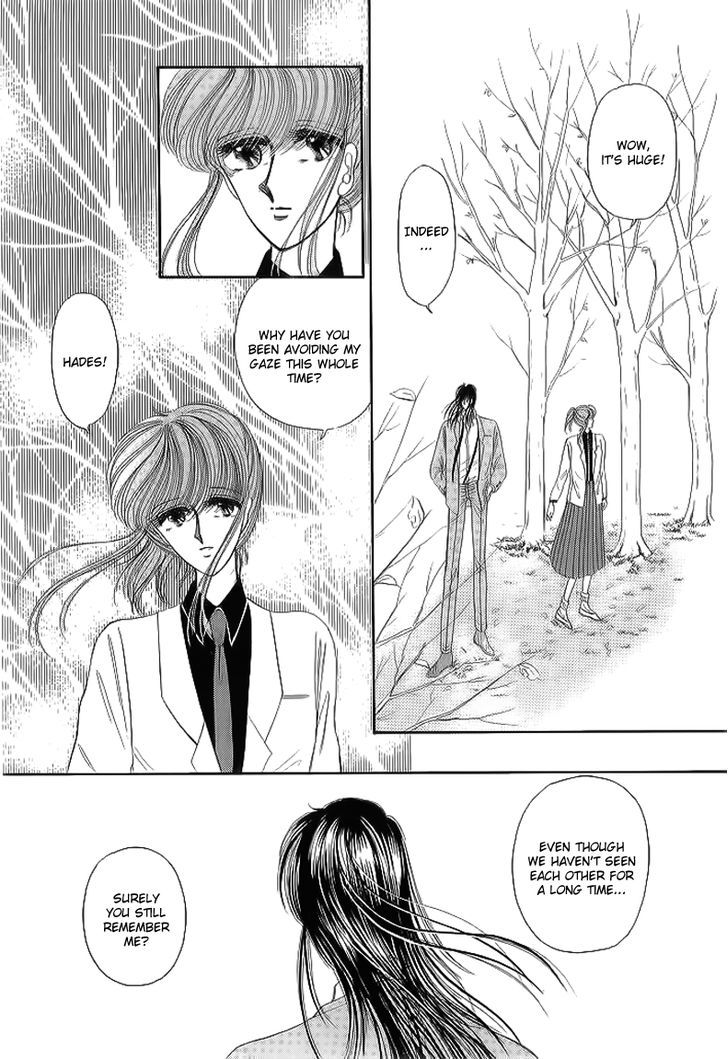 WOW,
IT'S HUGE!
INDEED
...
WHY HAVE YOU
BEEN AVOIDING MY
GAZE THIS WHOLE
TIME?
HADES!
EVEN THOUGH
WE HAVEN'T SEEN
EACH OTHER FOR
A LONG TIME...
SURELY
YOU STILL
REMEMBER
ME?